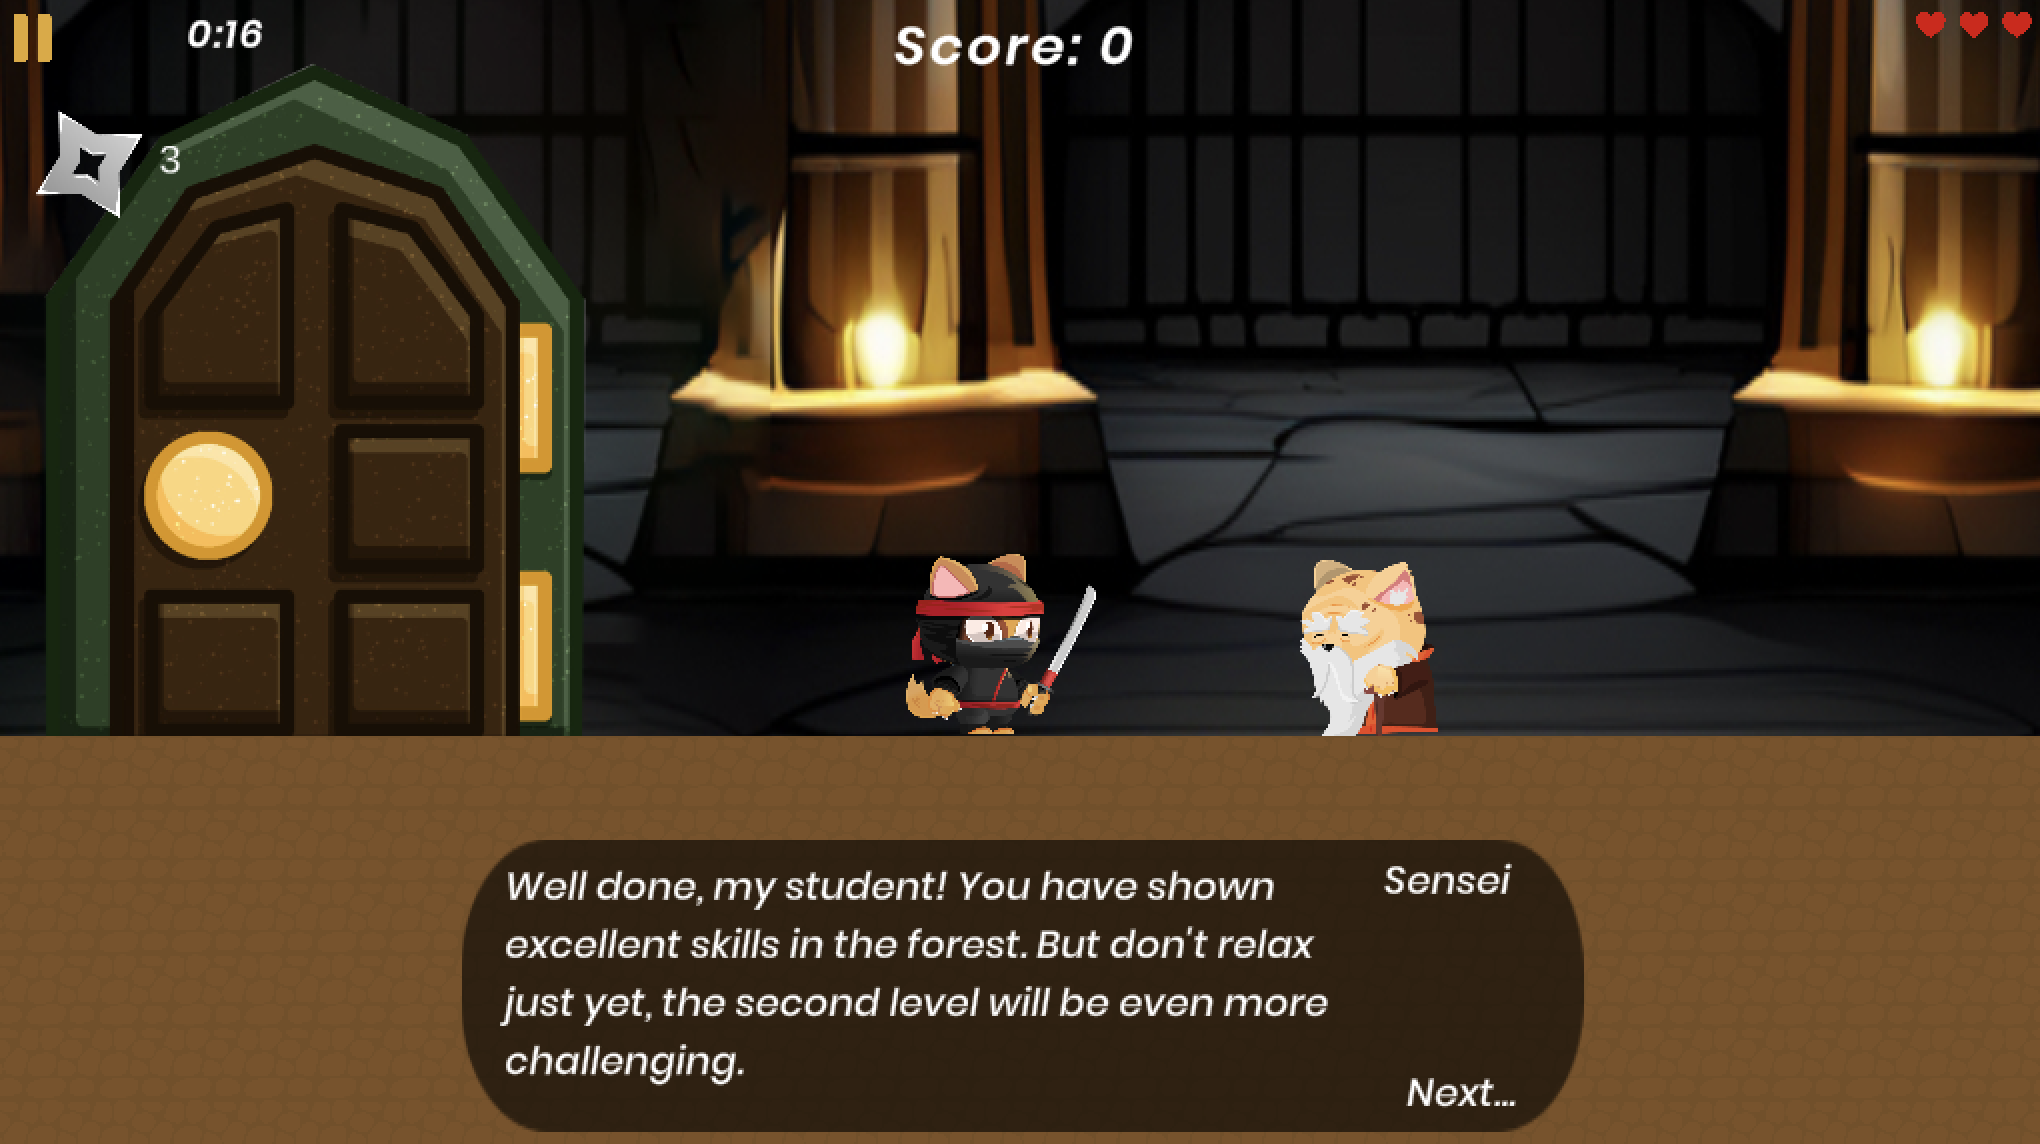 0:16
Score: 0
3
Well done, my student! You have shown
excellent skills in the forest. But don't relax
just yet, the second level will be even more
challenging.
Sensei
Next...